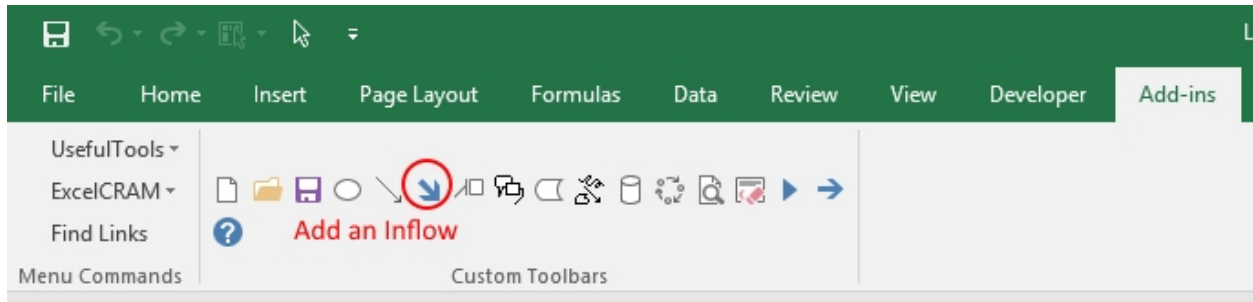 L
File Home Insert Page Layout Formulas Data Review View Developer Add-ins
UsefulTools
ExcelCRAM
Find Links
? Add an Inflow
Menu Commands Custom Toolbars